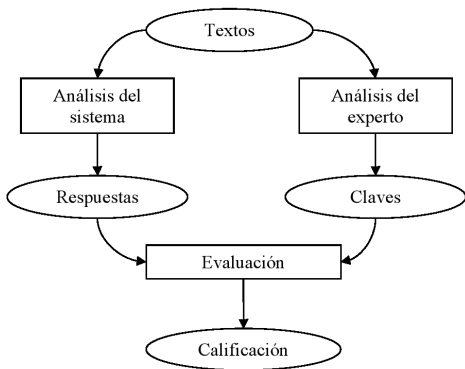 Textos
Análisis del
sistema
Análisis del
experto
Respuestas
Claves
Evaluación
Calificación